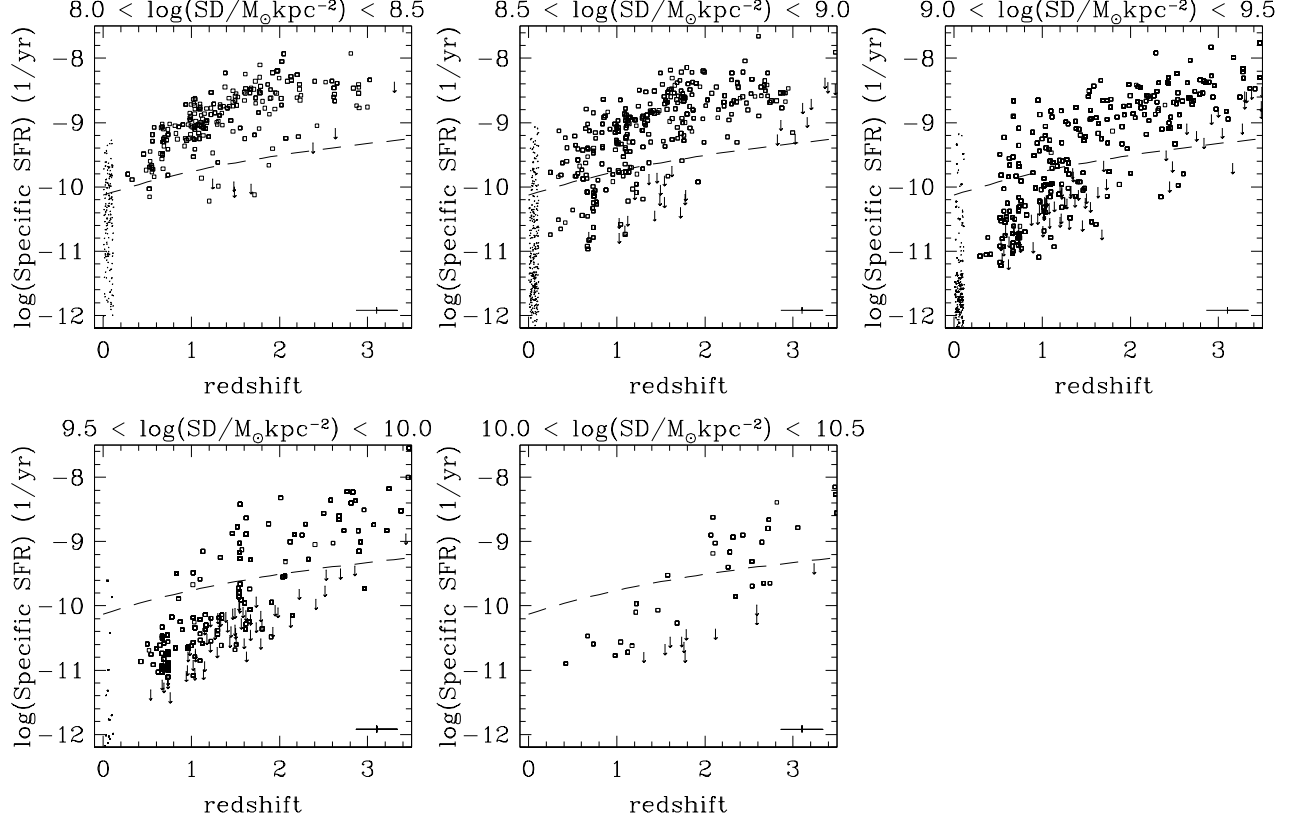 8.0 < log(SD/M☉kpc⁻²) < 8.5
8.5 < log(SD/M☉kpc⁻²) < 9.0
9.0 < log(SD/M☉kpc⁻²) < 9.5
log(Specific SFR) (1/yr)
−8
−9
−10
−11
−12
0 1 2 3
redshift
log(Specific SFR) (1/yr)
−8
−9
−10
−11
−12
0 1 2 3
redshift
log(Specific SFR) (1/yr)
−8
−9
−10
−11
−12
0 1 2 3
redshift
9.5 < log(SD/M☉kpc⁻²) < 10.0
10.0 < log(SD/M☉kpc⁻²) < 10.5
log(Specific SFR) (1/yr)
−8
−9
−10
−11
−12
0 1 2 3
redshift
log(Specific SFR) (1/yr)
−8
−9
−10
−11
−12
0 1 2 3
redshift